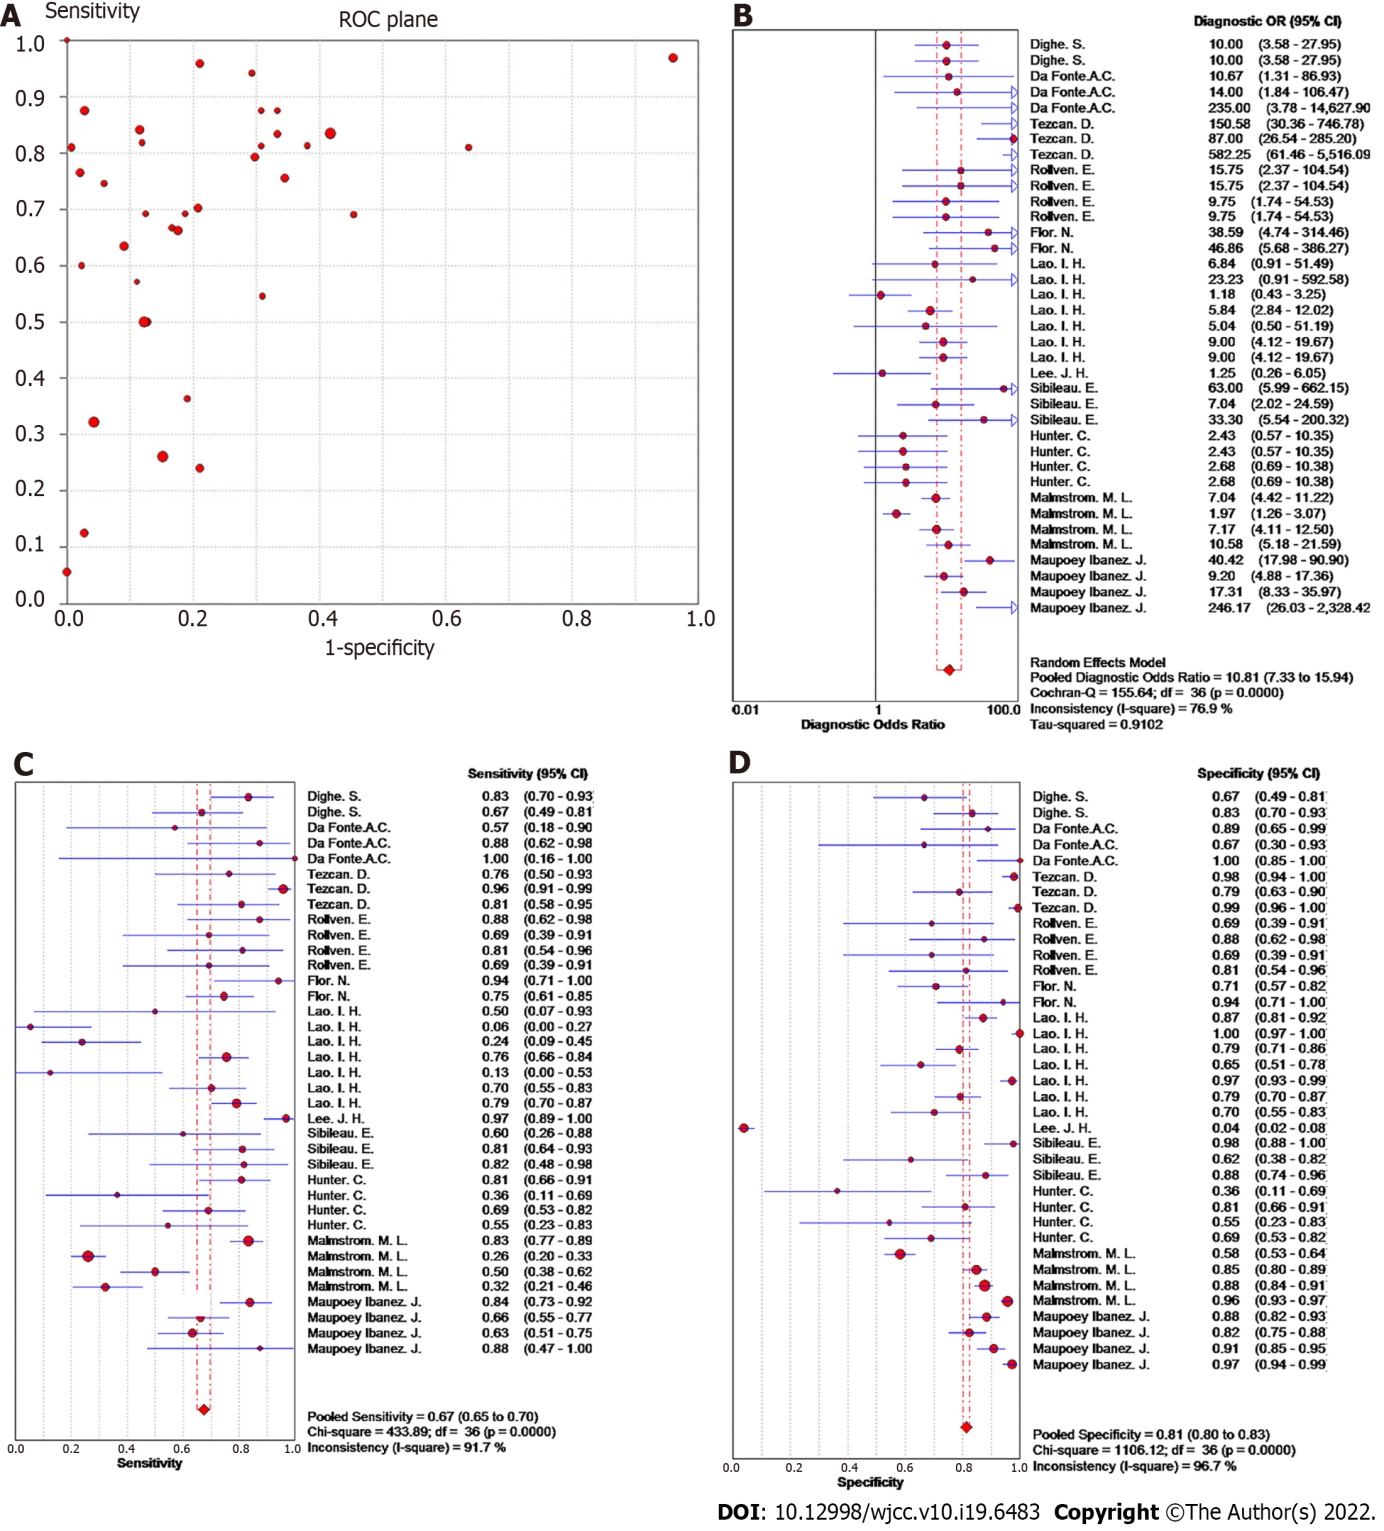 A Sensitivity
ROC plane
1.0
0.9
0.8
0.7
0.6
0.5
0.4
0.3
0.2
0.1
0.0
0.0 0.2 0.4 0.6 0.8 1.0
1-specificity
B
Diagnostic OR (95% CI)
Dighe. S. 10.00 (3.58 - 27.95)
Dighe. S. 10.00 (3.58 - 27.95)
Da Fonte.A.C. 10.67 (1.31 - 86.93)
Da Fonte.A.C. 14.00 (1.84 - 106.47)
Da Fonte.A.C. 235.00 (3.78 - 14,627.90
Tezcan. D. 150.58 (30.36 - 746.78)
Tezcan. D. 87.00 (26.54 - 285.20)
Tezcan. D. 582.25 (61.46 - 5,516.09
Rollven. E. 15.75 (2.37 - 104.54)
Rollven. E. 15.75 (2.37 - 104.54)
Rollven. E. 9.75 (1.74 - 54.53)
Rollven. E. 9.75 (1.74 - 54.53)
Flor. N. 38.59 (4.74 - 314.46)
Flor. N. 46.86 (5.68 - 386.27)
Lao. I. H. 6.84 (0.91 - 51.49)
Lao. I. H. 23.23 (0.91 - 592.58)
Lao. I. H. 1.18 (0.43 - 3.25)
Lao. I. H. 5.84 (2.84 - 12.02)
Lao. I. H. 5.04 (0.50 - 51.19)
Lao. I. H. 9.00 (4.12 - 19.67)
Lao. I. H. 9.00 (4.12 - 19.67)
Lee. J. H. 1.25 (0.26 - 6.05)
Sibileau. E. 63.00 (5.99 - 662.15)
Sibileau. E. 7.04 (2.02 - 24.59)
Sibileau. E. 33.30 (5.54 - 200.32)
Hunter. C. 2.43 (0.57 - 10.35)
Hunter. C. 2.43 (0.57 - 10.35)
Hunter. C. 2.68 (0.69 - 10.38)
Hunter. C. 2.68 (0.69 - 10.38)
Malmstrom. M. L. 7.04 (4.42 - 11.22)
Malmstrom. M. L. 1.97 (1.26 - 3.07)
Malmstrom. M. L. 7.17 (4.11 - 12.50)
Malmstrom. M. L. 10.58 (5.18 - 21.59)
Maupoey Ibanez. J. 40.42 (17.98 - 90.90)
Maupoey Ibanez. J. 9.20 (4.88 - 17.36)
Maupoey Ibanez. J. 17.31 (8.33 - 35.97)
Maupoey Ibanez. J. 246.17 (26.03 - 2,328.42
Random Effects Model
Pooled Diagnostic Odds Ratio = 10.81 (7.33 to 15.94)
Cochran-Q = 155.64; df = 36 (p = 0.0000)
Inconsistency (I-square) = 76.9 %
Tau-squared = 0.9102
0.01 1 100.0
Diagnostic Odds Ratio
C
Sensitivity (95% CI)
Dighe. S. 0.83 (0.70 - 0.93)
Dighe. S. 0.67 (0.49 - 0.81
Da Fonte.A.C. 0.57 (0.18 - 0.90
Da Fonte.A.C. 0.88 (0.62 - 0.98
Da Fonte.A.C. 1.00 (0.16 - 1.00
Tezcan. D. 0.76 (0.50 - 0.93
Tezcan. D. 0.96 (0.91 - 0.99
Tezcan. D. 0.81 (0.58 - 0.95
Rollven. E. 0.88 (0.62 - 0.98
Rollven. E. 0.69 (0.39 - 0.91
Rollven. E. 0.81 (0.54 - 0.96
Rollven. E. 0.69 (0.39 - 0.91
Flor. N. 0.94 (0.71 - 1.00
Flor. N. 0.75 (0.61 - 0.85
Lao. I. H. 0.50 (0.07 - 0.93
Lao. I. H. 0.06 (0.00 - 0.27
Lao. I. H. 0.24 (0.09 - 0.45
Lao. I. H. 0.76 (0.66 - 0.84
Lao. I. H. 0.13 (0.00 - 0.53
Lao. I. H. 0.70 (0.55 - 0.83
Lao. I. H. 0.79 (0.70 - 0.87
Lee. J. H. 0.97 (0.89 - 1.00
Sibileau. E. 0.60 (0.26 - 0.88
Sibileau. E. 0.81 (0.64 - 0.93
Sibileau. E. 0.82 (0.48 - 0.98
Hunter. C. 0.81 (0.66 - 0.91
Hunter. C. 0.36 (0.11 - 0.69
Hunter. C. 0.69 (0.53 - 0.82
Hunter. C. 0.55 (0.23 - 0.83
Malmstrom. M. L. 0.83 (0.77 - 0.89
Malmstrom. M. L. 0.26 (0.20 - 0.33
Malmstrom. M. L. 0.50 (0.38 - 0.62
Malmstrom. M. L. 0.32 (0.21 - 0.46
Maupoey Ibanez. J. 0.84 (0.73 - 0.92
Maupoey Ibanez. J. 0.66 (0.55 - 0.77
Maupoey Ibanez. J. 0.63 (0.51 - 0.75
Maupoey Ibanez. J. 0.88 (0.47 - 1.00
Pooled Sensitivity = 0.67 (0.65 to 0.70)
Chi-square = 433.89; df = 36 (p = 0.0000)
Inconsistency (I-square) = 91.7 %
0.0 0.2 0.4 0.6 0.8 1.0
Sensitivity
D
Specificity (95% CI)
Dighe. S. 0.67 (0.49 - 0.81
Dighe. S. 0.83 (0.70 - 0.93
Da Fonte.A.C. 0.89 (0.65 - 0.99
Da Fonte.A.C. 0.67 (0.30 - 0.93
Da Fonte.A.C. 1.00 (0.85 - 1.00
Tezcan. D. 0.98 (0.94 - 1.00
Tezcan. D. 0.79 (0.63 - 0.90
Tezcan. D. 0.99 (0.96 - 1.00
Rollven. E. 0.69 (0.39 - 0.91
Rollven. E. 0.88 (0.62 - 0.98
Rollven. E. 0.69 (0.39 - 0.91
Rollven. E. 0.81 (0.54 - 0.96
Flor. N. 0.71 (0.57 - 0.82
Flor. N. 0.94 (0.71 - 1.00
Lao. I. H. 0.87 (0.81 - 0.92
Lao. I. H. 1.00 (0.97 - 1.00
Lao. I. H. 0.79 (0.71 - 0.86
Lao. I. H. 0.65 (0.51 - 0.78
Lao. I. H. 0.97 (0.93 - 0.99
Lao. I. H. 0.79 (0.70 - 0.87
Lao. I. H. 0.70 (0.55 - 0.83
Lee. J. H. 0.04 (0.02 - 0.08
Sibileau. E. 0.98 (0.88 - 1.00
Sibileau. E. 0.62 (0.38 - 0.82
Sibileau. E. 0.88 (0.74 - 0.96
Hunter. C. 0.36 (0.11 - 0.69
Hunter. C. 0.81 (0.66 - 0.91
Hunter. C. 0.55 (0.23 - 0.83
Hunter. C. 0.69 (0.53 - 0.82
Malmstrom. M. L. 0.58 (0.53 - 0.64
Malmstrom. M. L. 0.85 (0.80 - 0.89
Malmstrom. M. L. 0.88 (0.84 - 0.91
Malmstrom. M. L. 0.96 (0.93 - 0.97
Maupoey Ibanez. J. 0.88 (0.82 - 0.93
Maupoey Ibanez. J. 0.82 (0.75 - 0.88
Maupoey Ibanez. J. 0.91 (0.85 - 0.95
Maupoey Ibanez. J. 0.97 (0.94 - 0.99
Pooled Specificity = 0.81 (0.80 to 0.83)
Chi-square = 1106.12; df = 36 (p = 0.0000)
Inconsistency (I-square) = 96.7 %
0.0 0.2 0.4 0.6 0.8 1.0
Specificity
DOI: 10.12998/wjcc.v10.i19.6483 Copyright ©The Author(s) 2022.